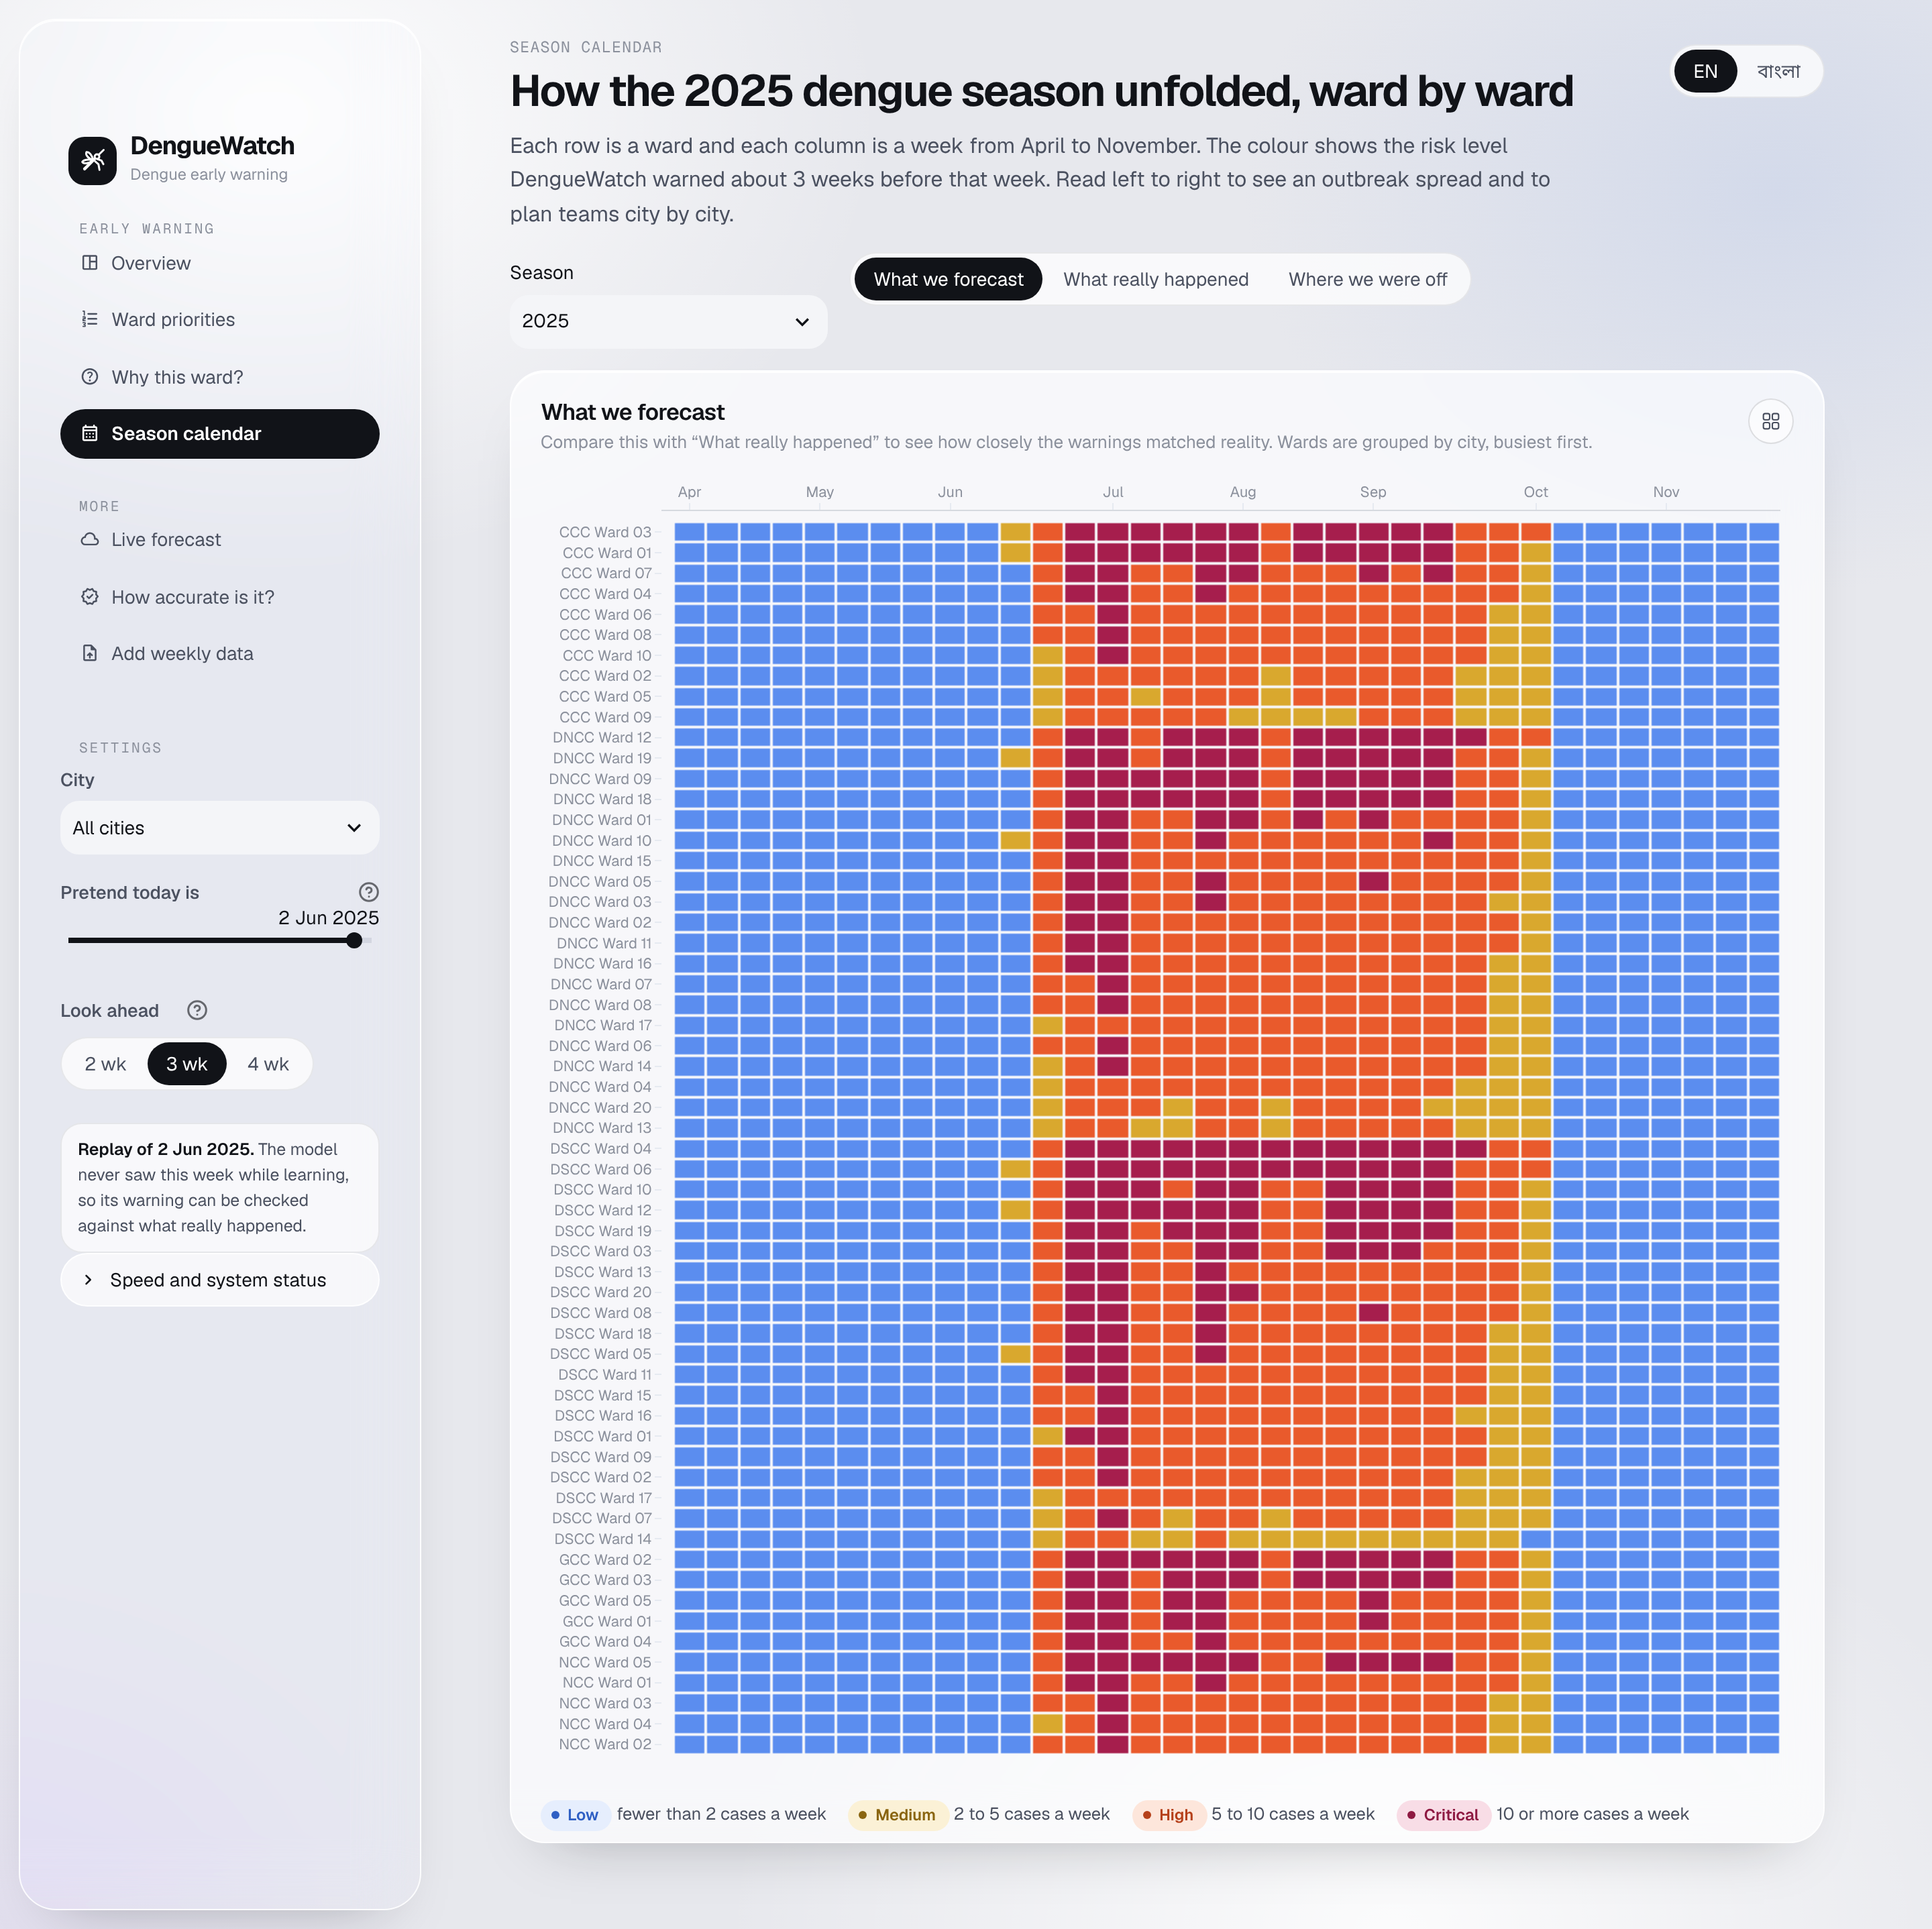 DengueWatch
Dengue early warning
EARLY WARNING
Overview
Ward priorities
Why this ward?
Season calendar
MORE
Live forecast
How accurate is it?
Add weekly data
SETTINGS
City
All cities
Pretend today is
2 Jun 2025
Look ahead
2 wk 3 wk 4 wk
Replay of 2 Jun 2025. The model
never saw this week while learning,
so its warning can be checked
against what really happened.
Speed and system status
SEASON CALENDAR
How the 2025 dengue season unfolded, ward by ward
EN বাংলা
Each row is a ward and each column is a week from April to November. The colour shows the risk level
DengueWatch warned about 3 weeks before that week. Read left to right to see an outbreak spread and to
plan teams city by city.
Season
2025
What we forecast What really happened Where we were off
What we forecast
Compare this with “What really happened” to see how closely the warnings matched reality. Wards are grouped by city, busiest first.
Apr May Jun Jul Aug Sep Oct Nov
CCC Ward 03
CCC Ward 01
CCC Ward 07
CCC Ward 04
CCC Ward 06
CCC Ward 08
CCC Ward 10
CCC Ward 02
CCC Ward 05
CCC Ward 09
DNCC Ward 12
DNCC Ward 19
DNCC Ward 09
DNCC Ward 18
DNCC Ward 01
DNCC Ward 10
DNCC Ward 15
DNCC Ward 05
DNCC Ward 03
DNCC Ward 02
DNCC Ward 11
DNCC Ward 16
DNCC Ward 07
DNCC Ward 08
DNCC Ward 17
DNCC Ward 06
DNCC Ward 14
DNCC Ward 04
DNCC Ward 20
DNCC Ward 13
DSCC Ward 04
DSCC Ward 06
DSCC Ward 10
DSCC Ward 12
DSCC Ward 19
DSCC Ward 03
DSCC Ward 13
DSCC Ward 20
DSCC Ward 08
DSCC Ward 18
DSCC Ward 05
DSCC Ward 11
DSCC Ward 15
DSCC Ward 16
DSCC Ward 01
DSCC Ward 09
DSCC Ward 02
DSCC Ward 17
DSCC Ward 07
DSCC Ward 14
GCC Ward 02
GCC Ward 03
GCC Ward 05
GCC Ward 01
GCC Ward 04
NCC Ward 05
NCC Ward 01
NCC Ward 03
NCC Ward 04
NCC Ward 02
Low fewer than 2 cases a week Medium 2 to 5 cases a week High 5 to 10 cases a week Critical 10 or more cases a week